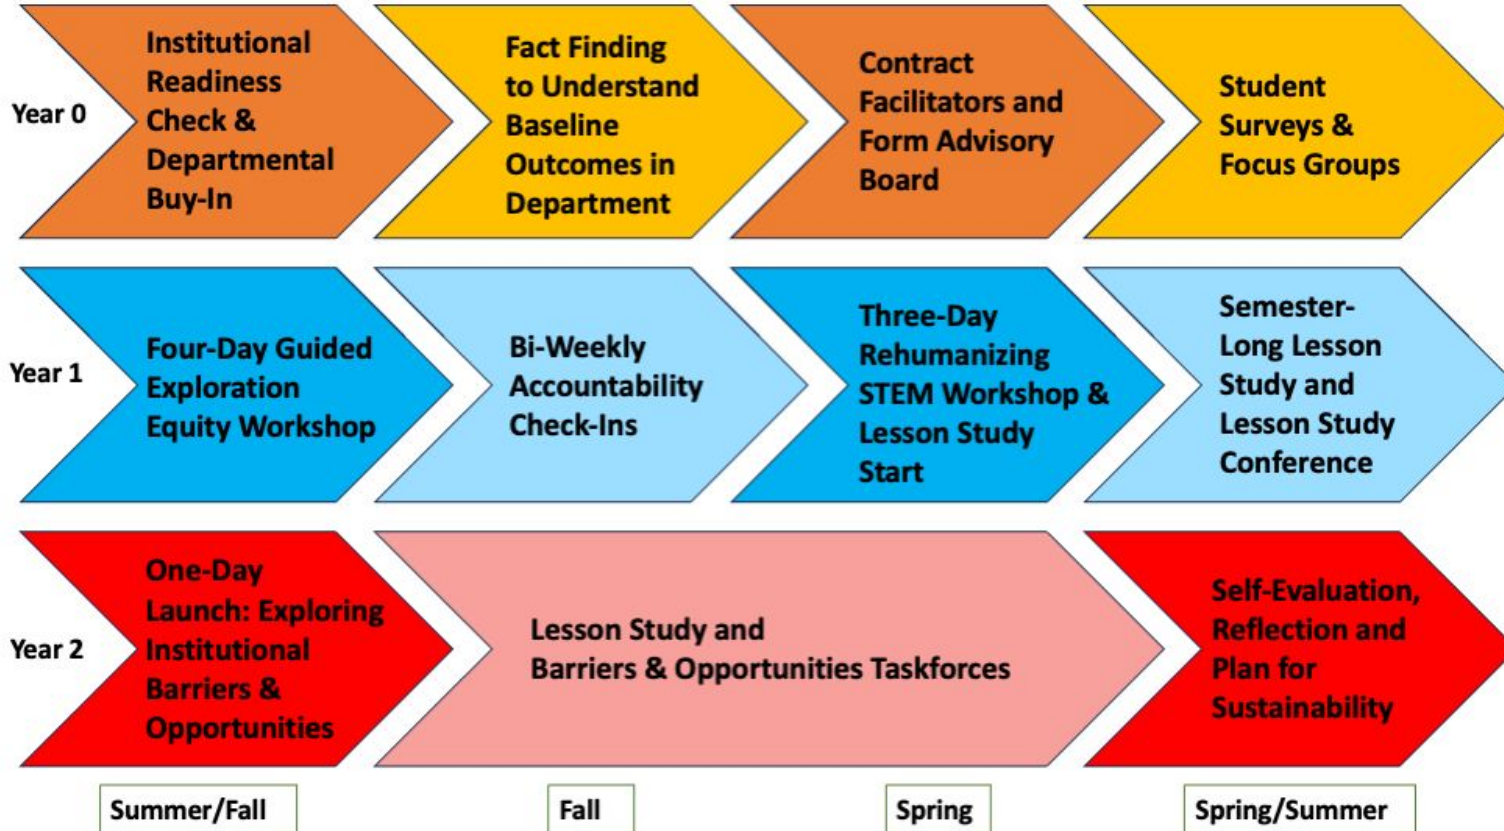 Year 0
Institutional
Readiness
Check &
Departmental
Buy-In
Fact Finding
to Understand
Baseline
Outcomes in
Department
Contract
Facilitators and
Form Advisory
Board
Student
Surveys &
Focus Groups
Year 1
Four-Day Guided
Exploration
Equity Workshop
Bi-Weekly
Accountability
Check-Ins
Three-Day
Rehumanizing
STEM Workshop &
Lesson Study
Start
Semester-
Long Lesson
Study and
Lesson Study
Conference
Year 2
One-Day
Launch: Exploring
Institutional
Barriers &
Opportunities
Lesson Study and
Barriers & Opportunities Taskforces
Self-Evaluation,
Reflection and
Plan for
Sustainability
Summer/Fall
Fall
Spring
Spring/Summer